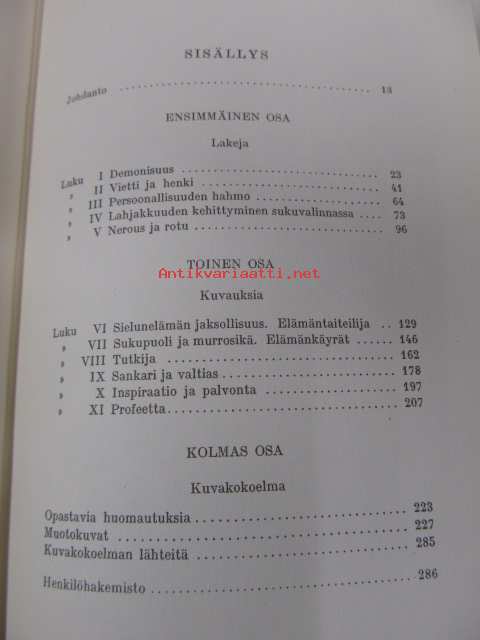 SISÄLLYS
Johdanto .......................... 13
ENSIMMÄINEN OSA
Lakeja
Luku I Demonisuus .......................... 23
„ II Vietti ja henki .......................... 41
„ III Persoonallisuuden hahmo .......................... 64
„ IV Lahjakkuuden kehittyminen sukuvalinnassa .... 73
„ V Nerous ja rotu .......................... 96
Antikvariaatti.net
TOINEN OSA
Kuvauksia
Luku VI Sielunelämän jaksollisuus. Elämäntaiteilija .. 129
„ VII Sukupuoli ja murrosikä. Elämänkäyrät .... 146
„ VIII Tutkija .......................... 162
„ IX Sankari ja valtias .......................... 178
„ X Inspiraatio ja palvonta .......................... 197
„ XI Profeetta .......................... 207
KOLMAS OSA
Kuvakokoelma
Opastavia huomautuksia .......................... 223
Muotokuvat .......................... 227
Kuvakokoelman lähteitä .......................... 285
Henkilöhakemisto .......................... 286